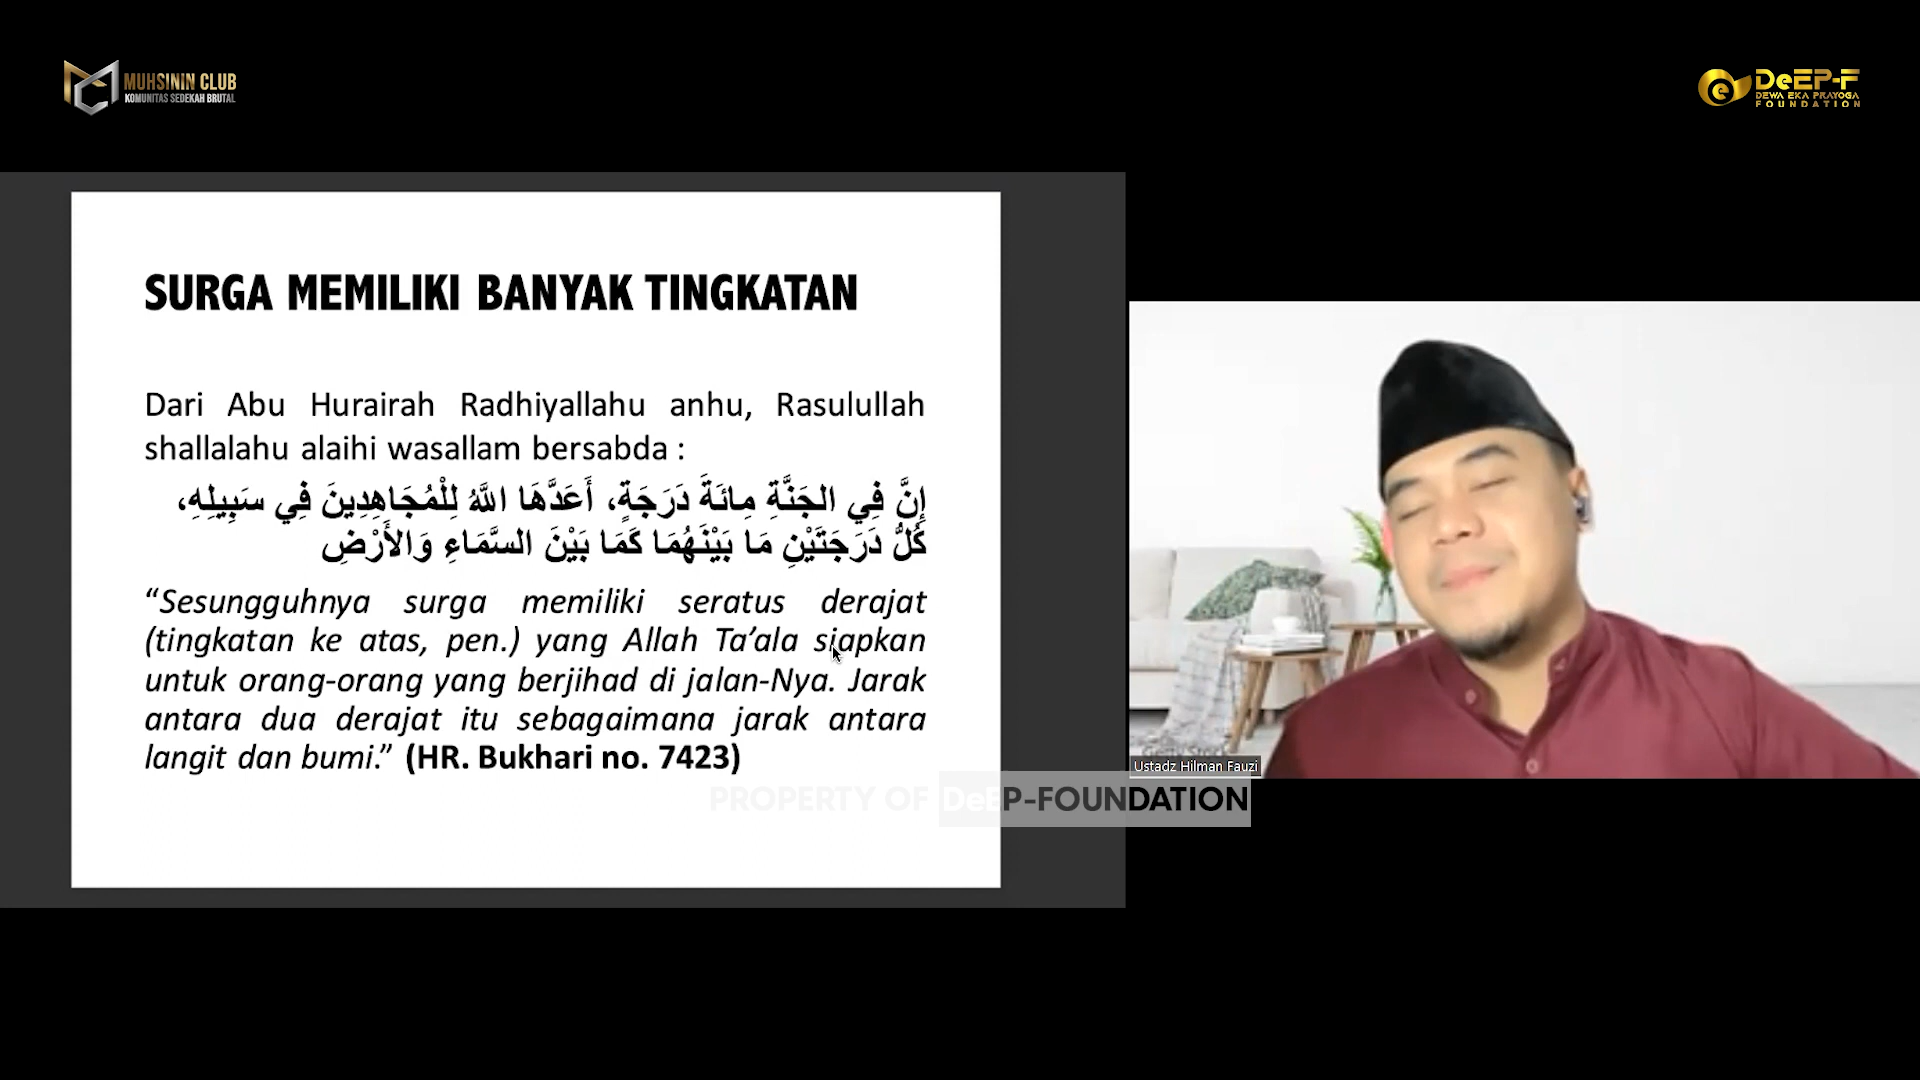 MUHSININ CLUB
KOMUNITAS SEDEKAH BRUTAL
DeEP-F
DEWA EKA PRAYOGA
FOUNDATION
SURGA MEMILIKI BANYAK TINGKATAN
Dari Abu Hurairah Radhiyallahu anhu, Rasulullah
shallalahu alaihi wasallam bersabda :
إِنَّ فِي الجَنَّةِ مِائَةَ دَرَجَةٍ، أَعَدَّهَا اللَّهُ لِلْمُجَاهِدِينَ فِي سَبِيلِهِ،
كُلُّ دَرَجَتَيْنِ مَا بَيْنَهُمَا كَمَا بَيْنَ السَّمَاءِ وَالأَرْضِ
“Sesungguhnya surga memiliki seratus derajat
(tingkatan ke atas, pen.) yang Allah Ta’ala siapkan
untuk orang-orang yang berjihad di jalan-Nya. Jarak
antara dua derajat itu sebagaimana jarak antara
langit dan bumi.” (HR. Bukhari no. 7423)
Ustadz Hilman Fauzi
PROPERTY OF DeEP-FOUNDATION